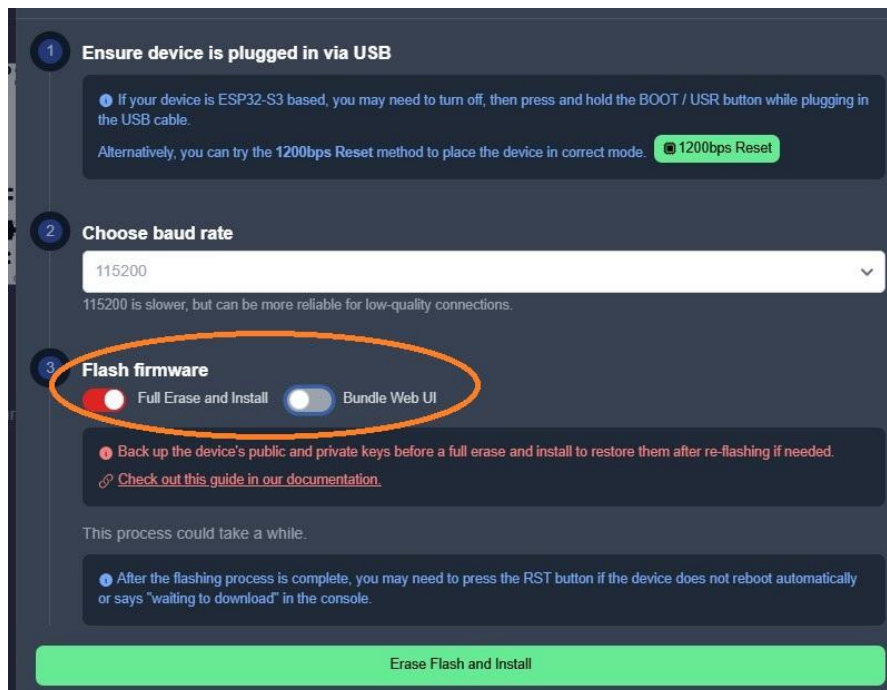 1
Ensure device is plugged in via USB
If your device is ESP32-S3 based, you may need to turn off, then press and hold the BOOT / USR button while plugging in
the USB cable.
Alternatively, you can try the 1200bps Reset method to place the device in correct mode. 1200bps Reset
2
Choose baud rate
115200
115200 is slower, but can be more reliable for low-quality connections.
3
Flash firmware
Full Erase and Install Bundle Web UI
Back up the device's public and private keys before a full erase and install to restore them after re-flashing if needed.
Check out this guide in our documentation.
This process could take a while.
After the flashing process is complete, you may need to press the RST button if the device does not reboot automatically
or says "waiting to download" in the console.
Erase Flash and Install